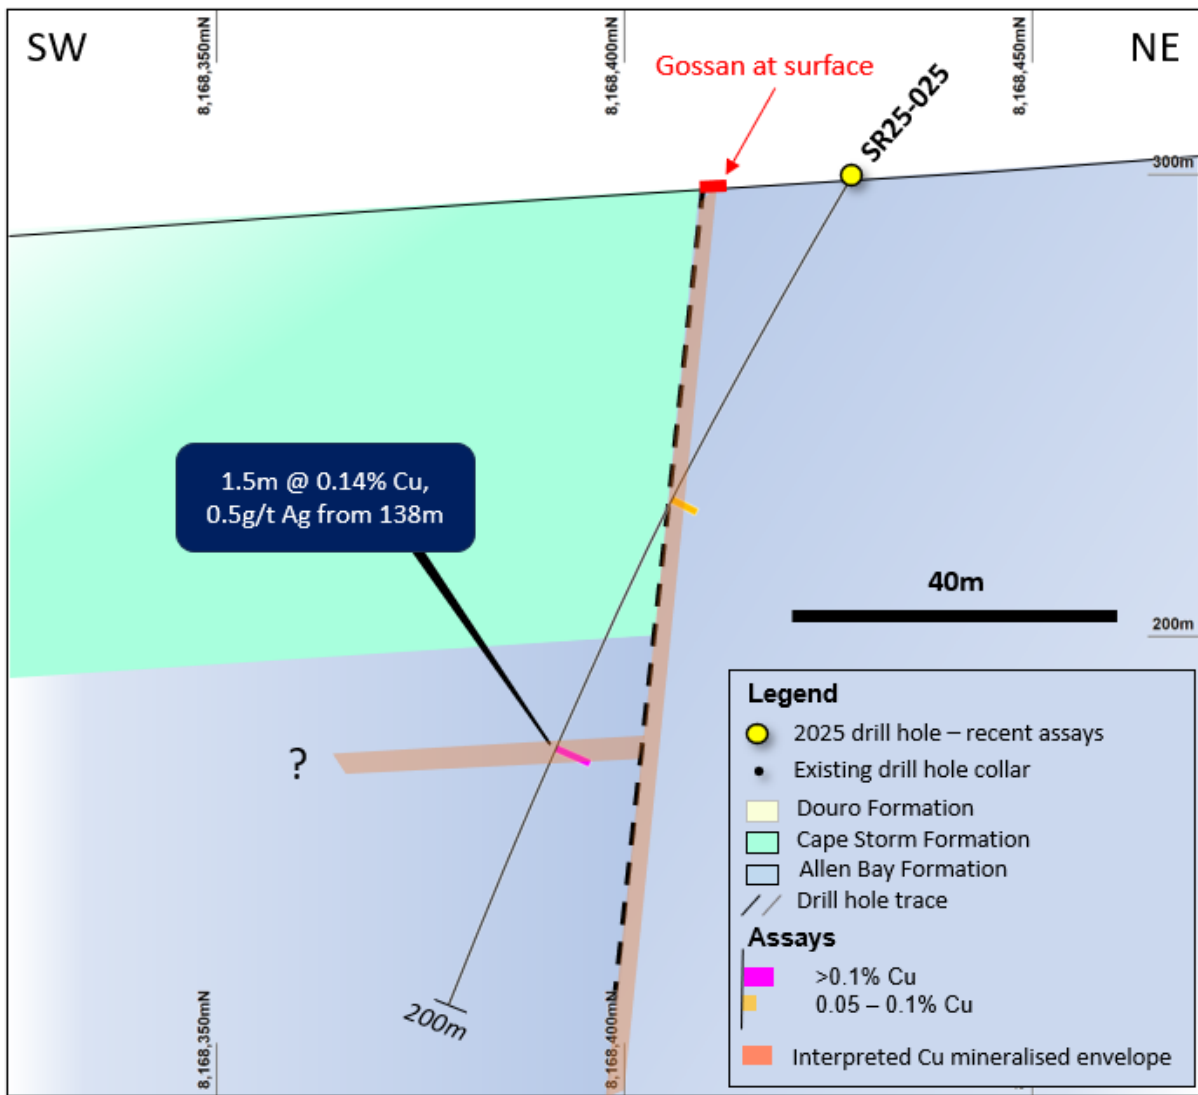 SW
NE
8,168,350mN
8,168,400mN
8,168,450mN
Gossan at surface
SR25-025
300m
1.5m @ 0.14% Cu,
0.5g/t Ag from 138m
40m
200m
?
200m
Legend
2025 drill hole – recent assays
Existing drill hole collar
Douro Formation
Cape Storm Formation
Allen Bay Formation
Drill hole trace
Assays
>0.1% Cu
0.05 – 0.1% Cu
Interpreted Cu mineralised envelope
8,168,350mN
8,168,400mN